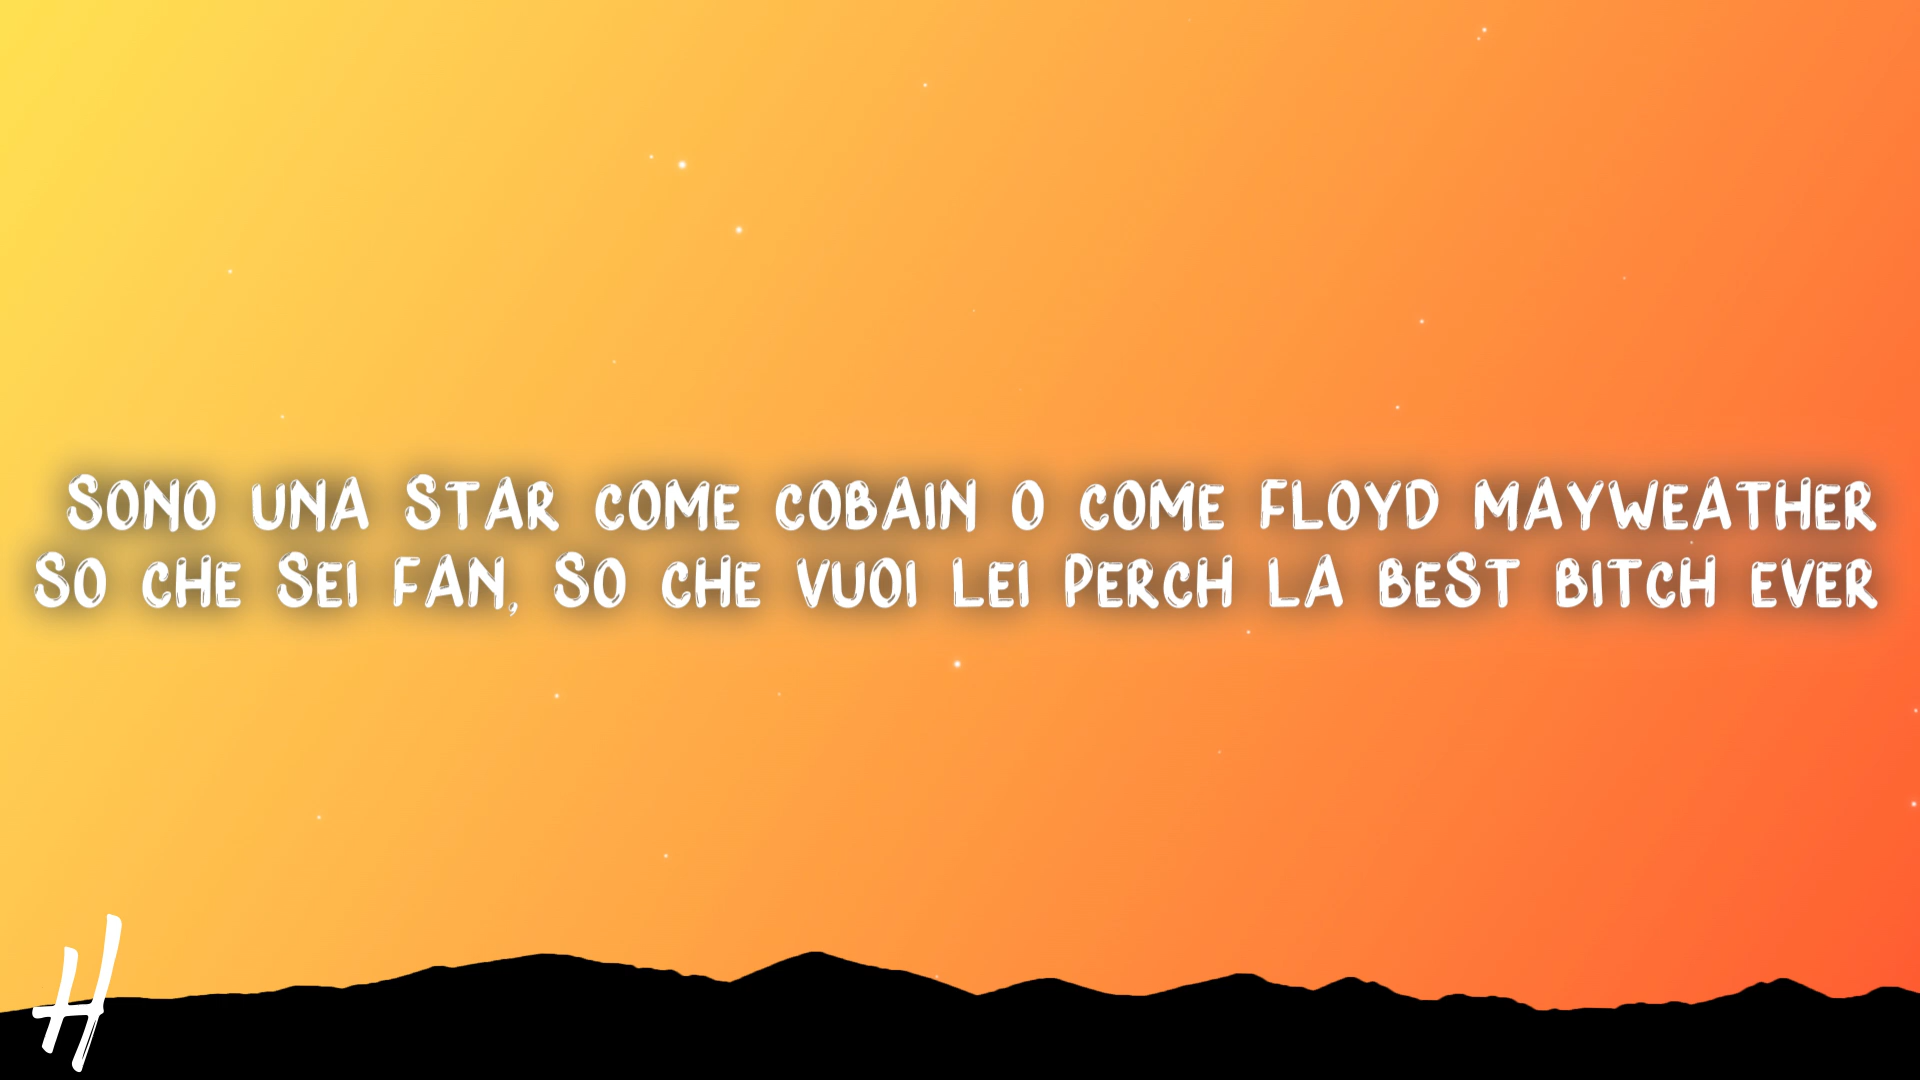 SONO UNA STAR COME COBAIN O COME FLOYD MAYWEATHER
SO CHE SEI FAN, SO CHE VUOI LEI PERCH LA BEST BITCH EVER
H